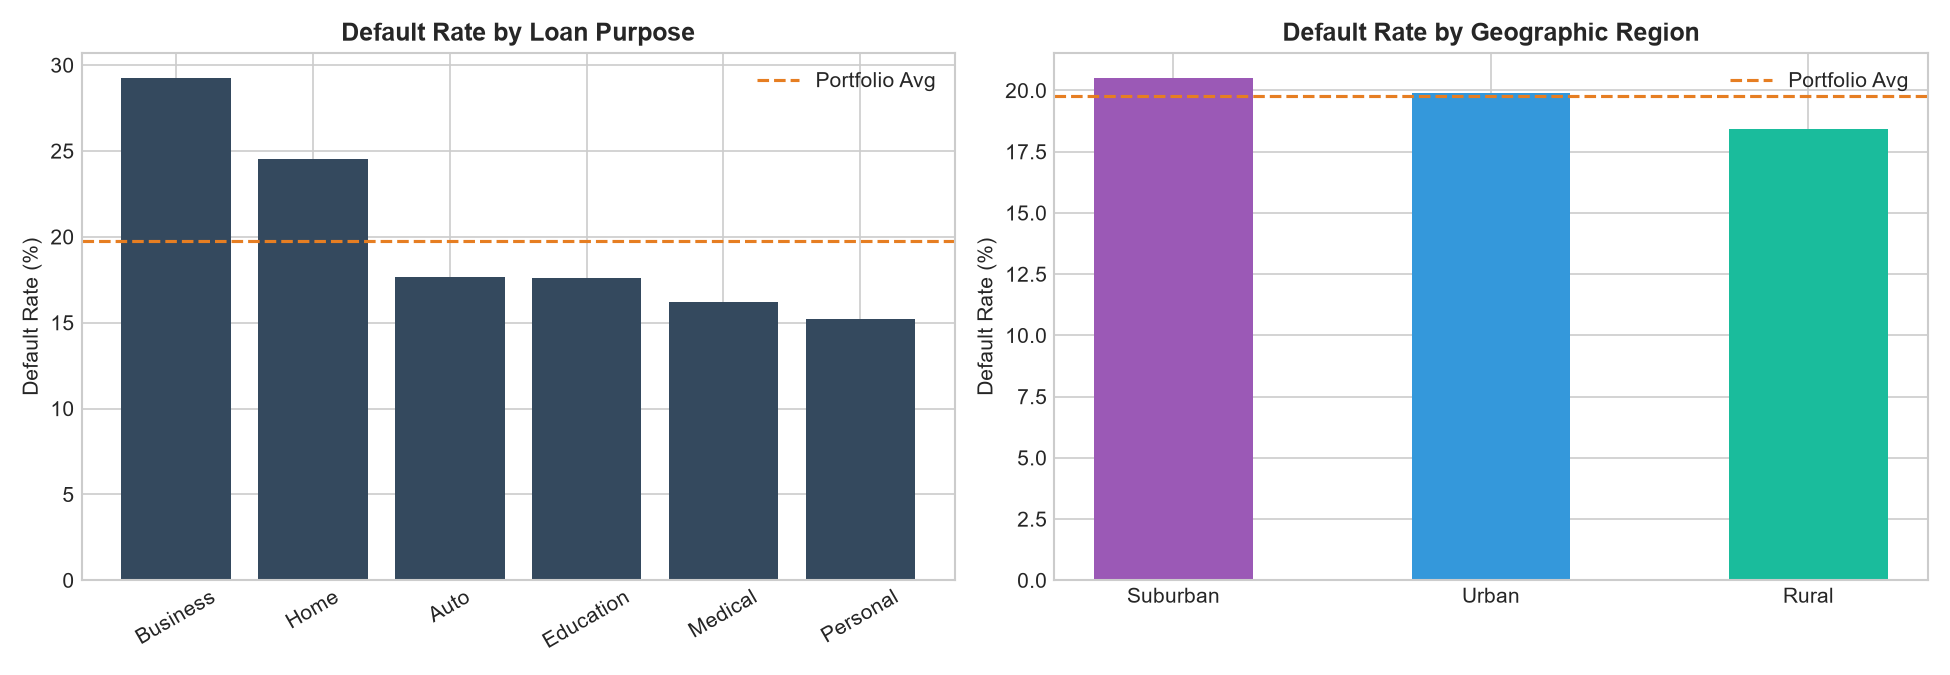 Default Rate by Loan Purpose
Default Rate (%)
30
25
20
15
10
5
0
Portfolio Avg
Business
Home
Auto
Education
Medical
Personal
Default Rate by Geographic Region
Default Rate (%)
20.0
17.5
15.0
12.5
10.0
7.5
5.0
2.5
0.0
Portfolio Avg
Suburban
Urban
Rural